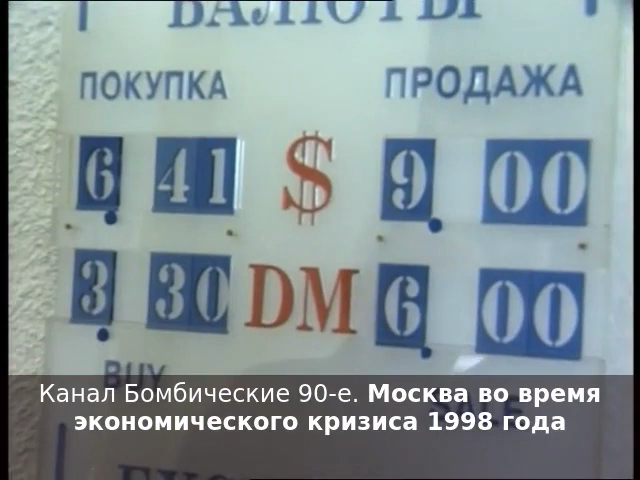 ВАЛЮТЫ
ПОКУПКА ПРОДАЖА
6.41 $ 9.00
3.30 DM 6.00
BUY SALE
Канал Бомбические 90-е. Москва во время
экономического кризиса 1998 года